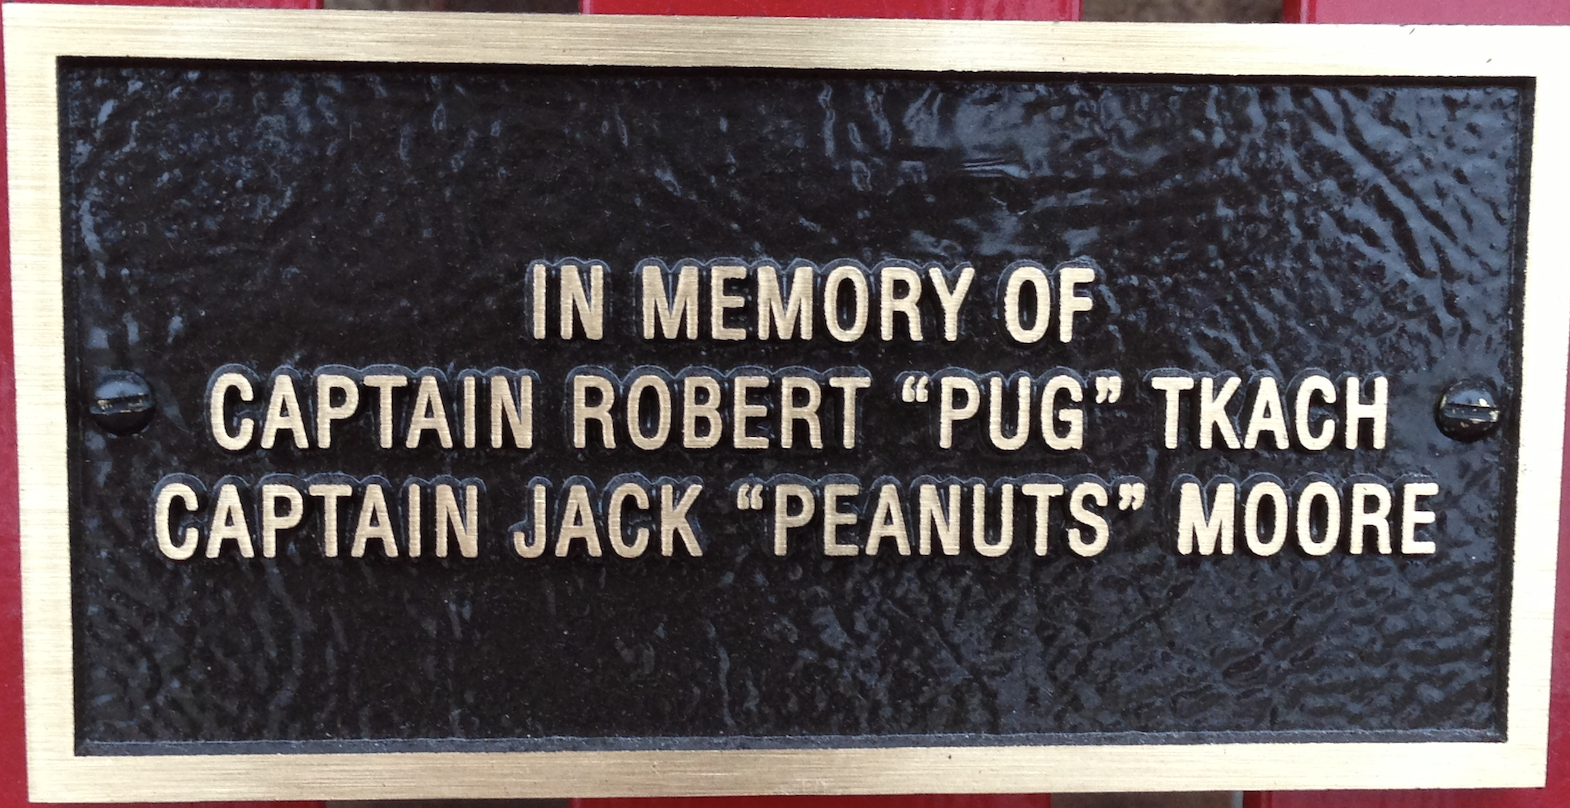 IN MEMORY OF
CAPTAIN ROBERT “PUG” TKACH
CAPTAIN JACK “PEANUTS” MOORE